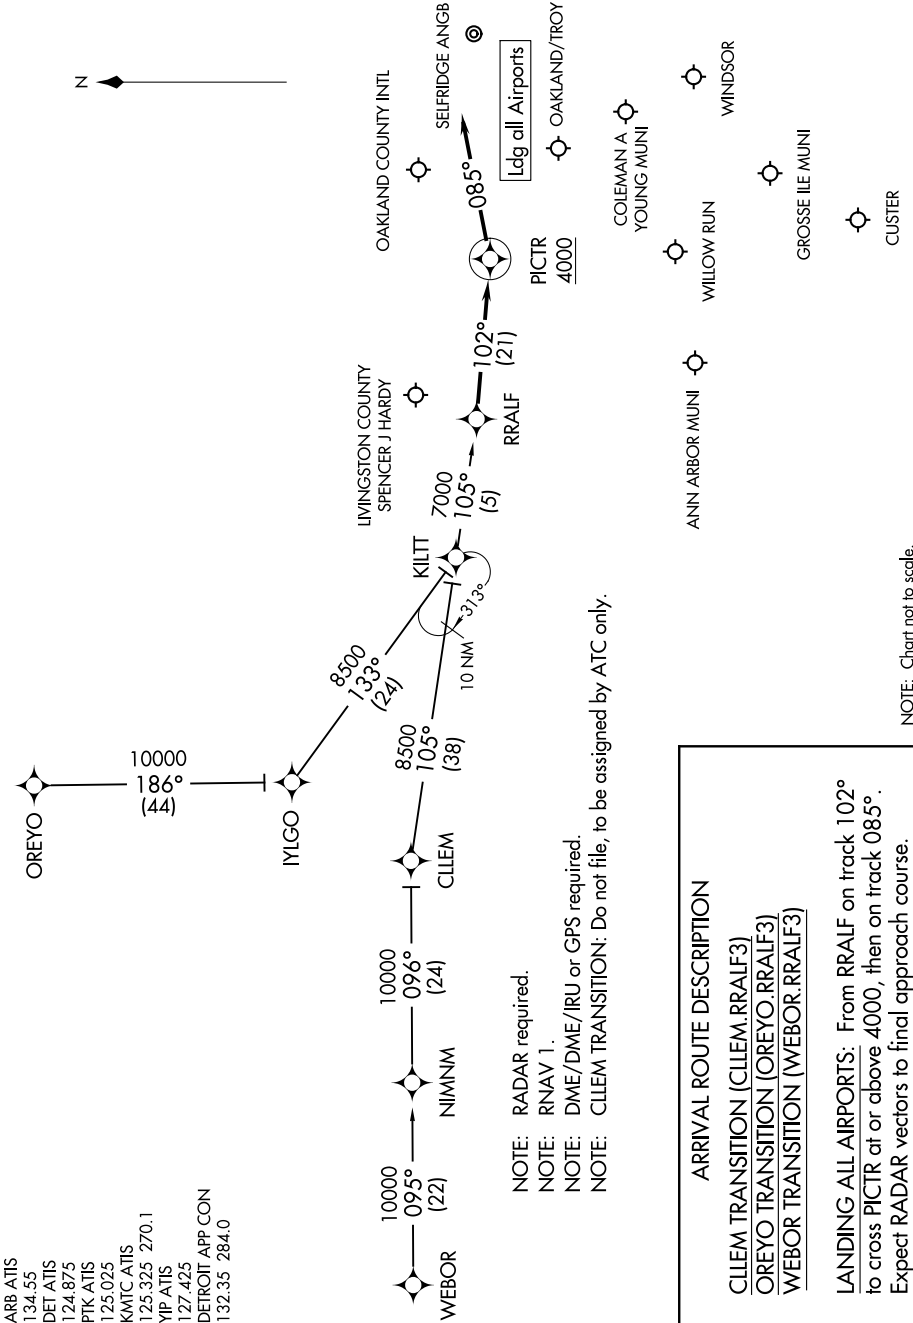 ARB ATIS
134.55
DET ATIS
124.875
PTK ATIS
125.025
KMTC ATIS
125.325 270.1
YIP ATIS
127.425
DETROIT APP CON
132.35 284.0
N
OREYO
10000
186°
(44)
IYLGO
8500
133°
(24)
WEBOR
10000
095°
(22)
NIMNM
10000
096°
(24)
CLLEM
8500
105°
(38)
10 NM
313°
KILTT
7000
105°
(5)
RRALF
102°
(21)
PICTR
4000
085°
Ldg all Airports
LIVINGSTON COUNTY
SPENCER J HARDY
OAKLAND COUNTY INTL
SELFRIDGE ANGB
OAKLAND/TROY
COLEMAN A
YOUNG MUNI
WINDSOR
WILLOW RUN
GROSSE ILE MUNI
CUSTER
ANN ARBOR MUNI
NOTE: RADAR required.
NOTE: RNAV 1.
NOTE: DME/DME/IRU or GPS required.
NOTE: CLLEM TRANSITION: Do not file, to be assigned by ATC only.
NOTE: Chart not to scale.
ARRIVAL ROUTE DESCRIPTION
CLLEM TRANSITION (CLLEM.RRALF3)
OREYO TRANSITION (OREYO.RRALF3)
WEBOR TRANSITION (WEBOR.RRALF3)
LANDING ALL AIRPORTS: From RRALF on track 102°
to cross PICTR at or above 4000, then on track 085°.
Expect RADAR vectors to final approach course.